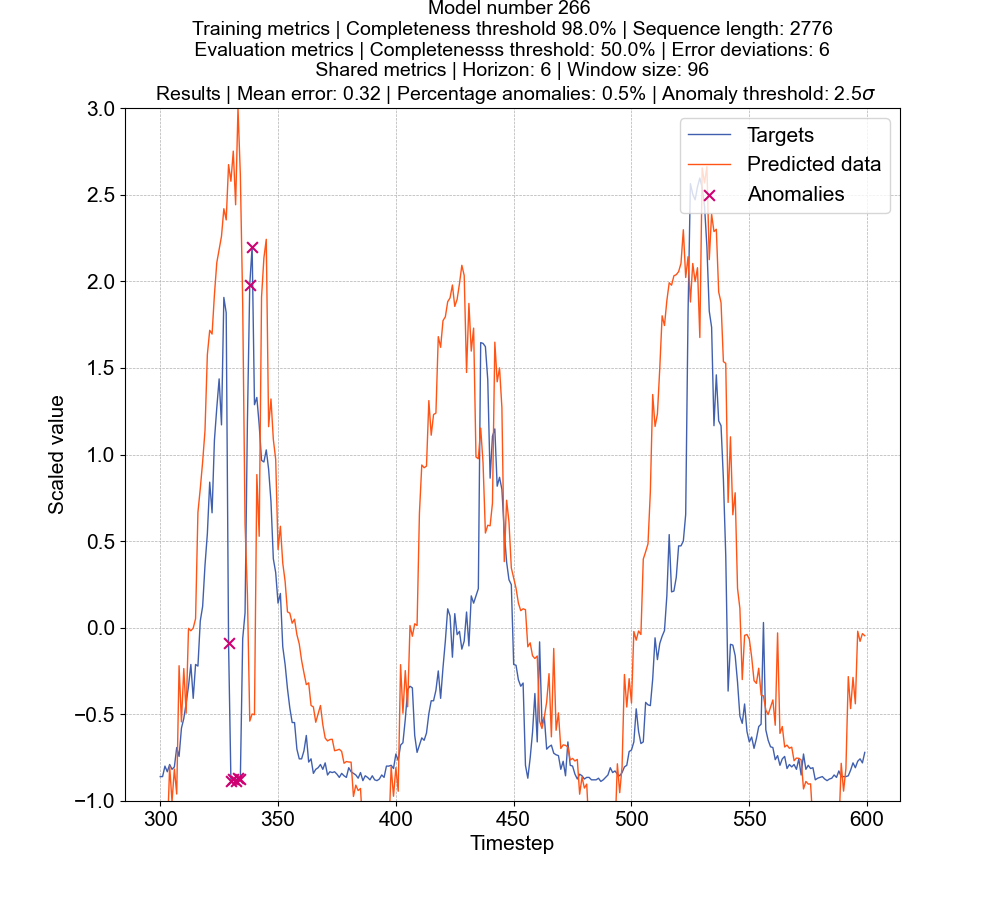 Model number 266
Training metrics | Completeness threshold 98.0% | Sequence length: 2776
Evaluation metrics | Completenesss threshold: 50.0% | Error deviations: 6
Shared metrics | Horizon: 6 | Window size: 96
Results | Mean error: 0.32 | Percentage anomalies: 0.5% | Anomaly threshold: 2.5σ
3.0
2.5
2.0
1.5
1.0
0.5
0.0
−0.5
−1.0
Scaled value
Targets
Predicted data
Anomalies
300 350 400 450 500 550 600
Timestep